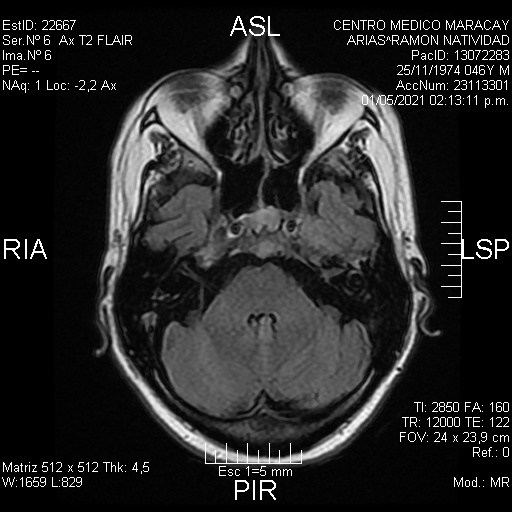 EstID: 22667
Ser.Nº 6 Ax T2 FLAIR
Ima.Nº 6
PE= --
NAq: 1 Loc: -2,2 Ax
ASL
CENTRO MEDICO MARACAY
ARIAS^RAMON NATIVIDAD
PacID: 13072283
25/11/1974 046Y M
AccNum: 23113301
01/05/2021 02:13:11 p.m.
RIA
LSP
TI: 2850 FA: 160
TR: 12000 TE: 122
FOV: 24 x 23,9 cm
Ref.: 0
Matriz 512 x 512 Thk: 4,5
W:1659 L:829
Esc 1=5 mm
PIR
Mod.: MR